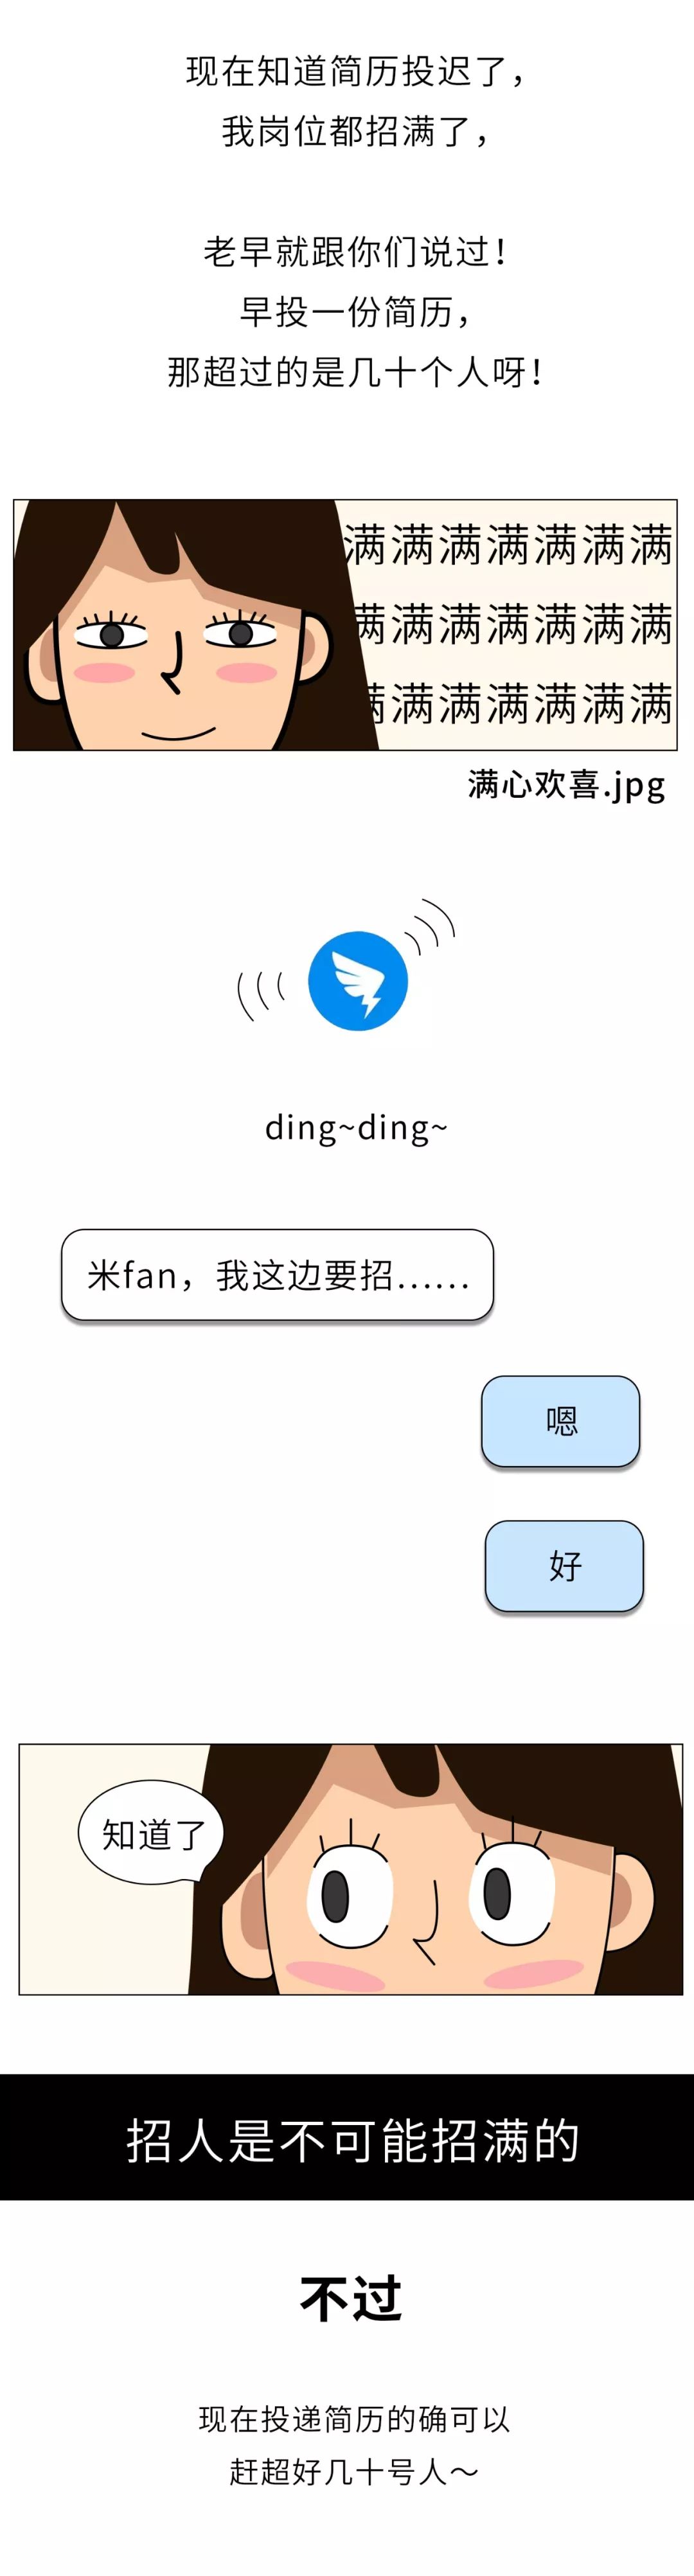 现在知道简历投迟了，
我岗位都招满了，
老早就跟你们说过！
早投一份简历，
那超过的是几十个人呀！
满满满满满满满
满满满满满满满
满满满满满满满
满心欢喜.jpg
ding~ding~
米fan，我这边要招……
嗯
好
知道了
招人是不可能招满的
不过
现在投递简历的确可以
赶超好几十号人～